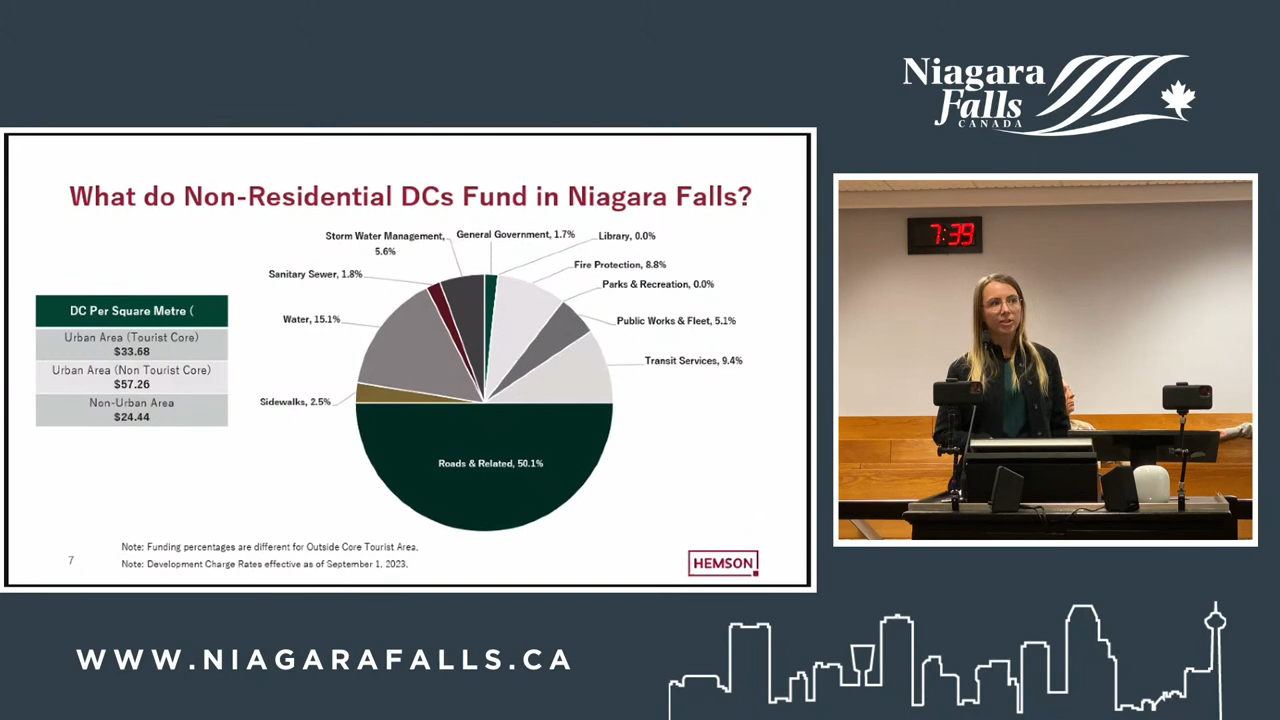 Niagara
Falls
CANADA
What do Non-Residential DCs Fund in Niagara Falls?
DC Per Square Metre (
Urban Area (Tourist Core)
$33.68
Urban Area (Non Tourist Core)
$57.26
Non-Urban Area
$24.44
Storm Water Management,
5.6%
General Government, 1.7%
Library, 0.0%
Fire Protection, 8.8%
Parks & Recreation, 0.0%
Public Works & Fleet, 5.1%
Transit Services, 9.4%
Sanitary Sewer, 1.8%
Water, 15.1%
Sidewalks, 2.5%
Roads & Related, 50.1%
Note: Funding percentages are different for Outside Core Tourist Area.
Note: Development Charge Rates effective as of September 1, 2023.
7
HEMSON
7:39
WWW.NIAGARAFALLS.CA